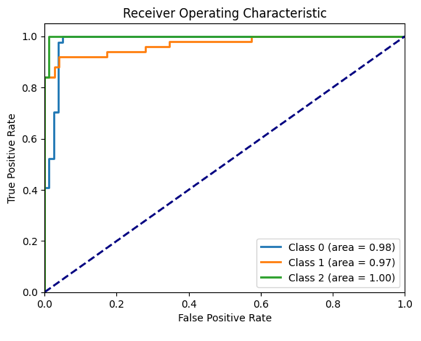 Receiver Operating Characteristic
True Positive Rate
1.0
0.8
0.6
0.4
0.2
0.0
Class 0 (area = 0.98)
Class 1 (area = 0.97)
Class 2 (area = 1.00)
0.0 0.2 0.4 0.6 0.8 1.0
False Positive Rate